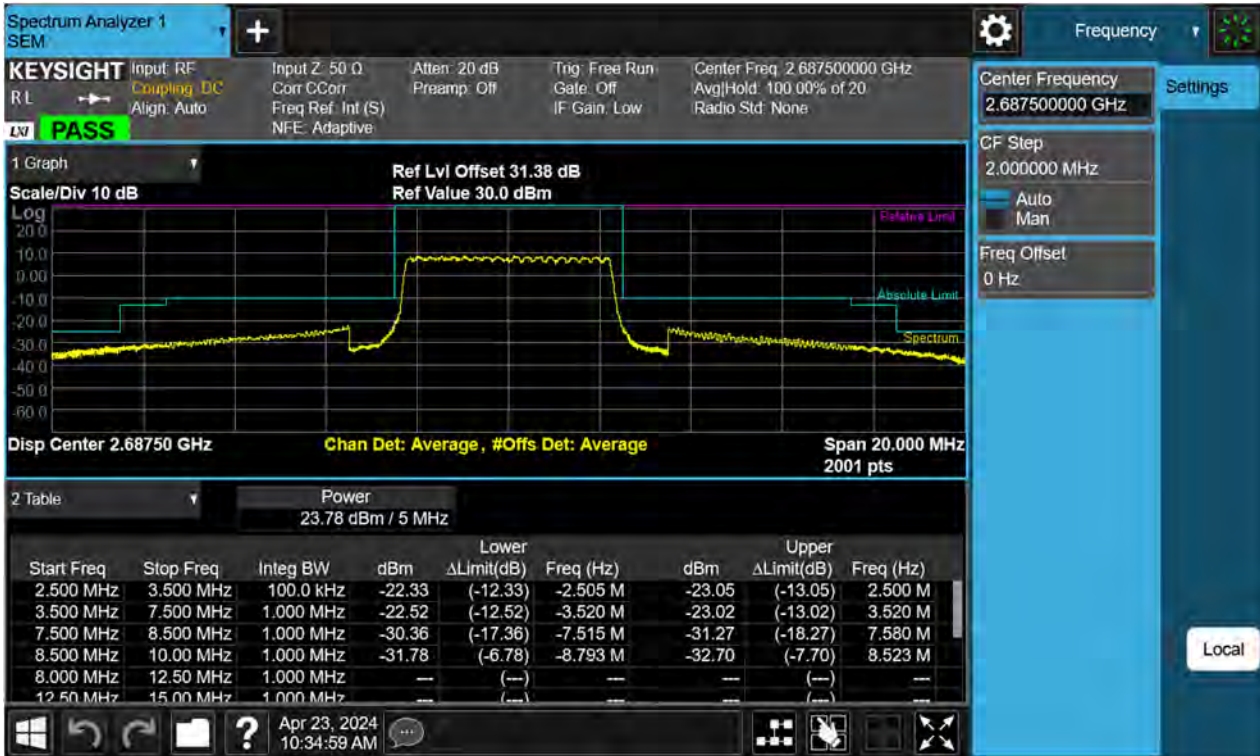 Spectrum Analyzer 1
SEM
+
Frequency
KEYSIGHT
R L
LXI
PASS
Input: RF
Coupling: DC
Align: Auto
Input Z: 50 Ω
Corr CCorr
Freq Ref: Int (S)
NFE: Adaptive
Atten: 20 dB
Preamp: Off
Trig: Free Run
Gate: Off
IF Gain: Low
Center Freq: 2.687500000 GHz
Avg|Hold: 100.00% of 20
Radio Std: None
Center Frequency
2.687500000 GHz
Settings
CF Step
2.000000 MHz
Auto
Man
Freq Offset
0 Hz
Local
1 Graph
Scale/Div 10 dB
Ref Lvl Offset 31.38 dB
Ref Value 30.0 dBm
Log
20.0
10.0
0.00
-10.0
-20.0
-30.0
-40.0
-50.0
-60.0
Relative Limit
Absolute Limit
Spectrum
Disp Center 2.68750 GHz
Chan Det: Average, #Offs Det: Average
Span 20.000 MHz
2001 pts
2 Table
Power
23.78 dBm / 5 MHz
Lower Upper
Start Freq Stop Freq Integ BW dBm ΔLimit(dB) Freq (Hz) dBm ΔLimit(dB) Freq (Hz)
2.500 MHz 3.500 MHz 100.0 kHz -22.33 (-12.33) -2.505 M -23.05 (-13.05) 2.500 M
3.500 MHz 7.500 MHz 1.000 MHz -22.52 (-12.52) -3.520 M -23.02 (-13.02) 3.520 M
7.500 MHz 8.500 MHz 1.000 MHz -30.36 (-17.36) -7.515 M -31.27 (-18.27) 7.580 M
8.500 MHz 10.00 MHz 1.000 MHz -31.78 (-6.78) -8.793 M -32.70 (-7.70) 8.523 M
8.000 MHz 12.50 MHz 1.000 MHz --- (---) --- --- (---) ---
12.50 MHz 15.00 MHz 1.000 MHz --- (---) --- --- (---) ---
?
Apr 23, 2024
10:34:59 AM